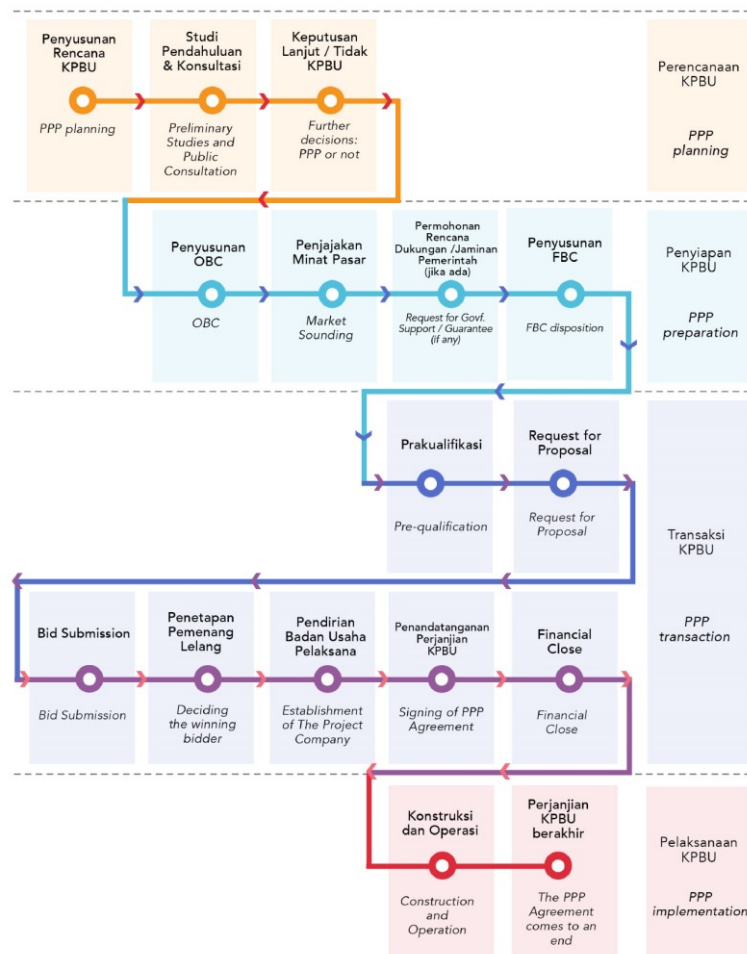 Penyusunan
Rencana
KPBU
PPP planning
Studi
Pendahuluan
& Konsultasi
Preliminary
Studies and
Public
Consultation
Keputusan
Lanjut / Tidak
KPBU
Further
decisions:
PPP or not
Perencanaan
KPBU
PPP
planning
Penyusunan
OBC
OBC
Penjajakan
Minat Pasar
Market
Sounding
Permohonan
Rencana
Dukungan /Jaminan
Pemerintah
(jika ada)
Request for Govf.
Support / Guarantee
(if any)
Penyusunan
FBC
FBC disposition
Penyiapan
KPBU
PPP
preparation
Prakualifikasi
Pre-qualification
Request for
Proposal
Request for
Proposal
Transaksi
KPBU
PPP
transaction
Bid Submission
Bid Submission
Penetapan
Pemenang
Lelang
Deciding
the winning
bidder
Pendirian
Badan Usaha
Pelaksana
Establishment
of The Project
Company
Penandatanganan
Perjanjian
KPBU
Signing of PPP
Agreement
Financial
Close
Financial
Close
Konstruksi
dan Operasi
Construction
and
Operation
Perjanjian
KPBU
berakhir
The PPP
Agreement
comes to an
end
Pelaksanaan
KPBU
PPP
implementation